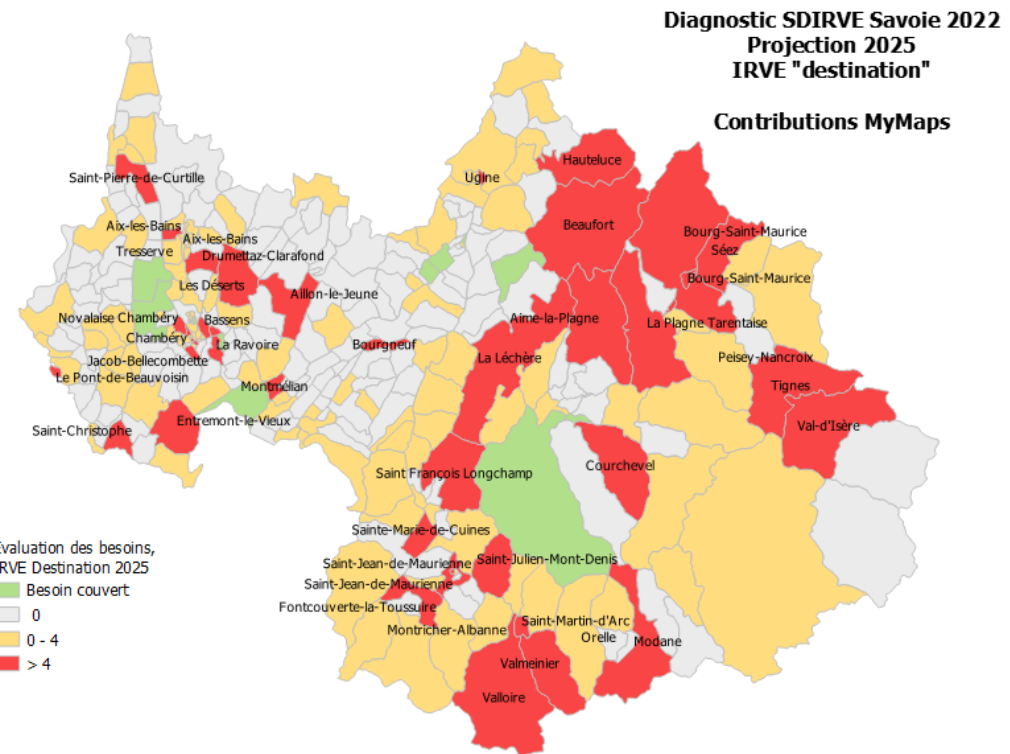 Diagnostic SDIRVE Savoie 2022
Projection 2025
IRVE "destination"
Contributions MyMaps
Hauteluce
Saint-Pierre-de-Curtille
Ugine
Beaufort
Aix-les-Bains
Bourg-Saint-Maurice
Aix-les-Bains
Tresserve
Séez
Drumettaz-Clarafond
Bourg-Saint-Maurice
Les Déserts
Aillon-le-Jeune
Novalaise Chambéry
Bassens
Aime-la-Plagne
La Plagne Tarentaise
Chambéry
La Ravoire
Bourgneuf
La Léchère
Peisey-Nancroix
Jacob-Bellecombette
Le Pont-de-Beauvoisin
Montmélian
Tignes
Entremont-le-Vieux
Val-d'Isère
Saint-Christophe
Courchevel
Saint François Longchamp
Sainte-Marie-de-Cuines
Saint-Julien-Mont-Denis
Saint-Jean-de-Maurienne
Saint-Jean-de-Maurienne
Fontcouverte-la-Toussuire
Saint-Martin-d'Arc
Montricher-Albanne
Orelle
Modane
Valmeinier
Valloire
Evaluation des besoins,
IRVE Destination 2025
Besoin couvert
0
0 - 4
> 4